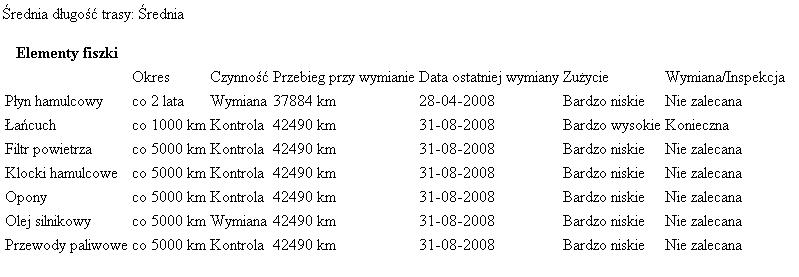 Średnia długość trasy: Średnia
Elementy fiszki
Okres Czynność Przebieg przy wymianie Data ostatniej wymiany Zużycie Wymiana/Inspekcja
Płyn hamulcowy co 2 lata Wymiana 37884 km 28-04-2008 Bardzo niskie Nie zalecana
Łańcuch co 1000 km Kontrola 42490 km 31-08-2008 Bardzo wysokie Konieczna
Filtr powietrza co 5000 km Kontrola 42490 km 31-08-2008 Bardzo niskie Nie zalecana
Klocki hamulcowe co 5000 km Kontrola 42490 km 31-08-2008 Bardzo niskie Nie zalecana
Opony co 5000 km Kontrola 42490 km 31-08-2008 Bardzo niskie Nie zalecana
Olej silnikowy co 5000 km Wymiana 42490 km 31-08-2008 Bardzo niskie Nie zalecana
Przewody paliwowe co 5000 km Kontrola 42490 km 31-08-2008 Bardzo niskie Nie zalecana